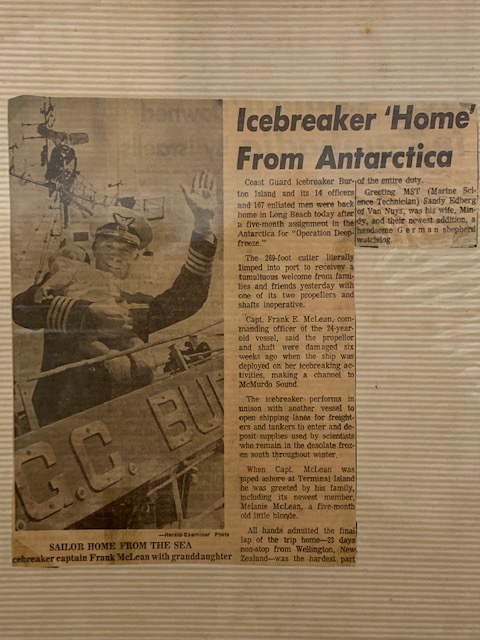 Icebreaker 'Home'
From Antarctica
Coast Guard icebreaker Bur-
ton Island and its 14 officers
and 167 enlisted men were back
home in Long Beach today after
a five-month assignment in the
Antarctica for "Operation Deep-
freeze."
The 269-foot cutter literally
limped into port to receive a
tumultuous welcome from fami-
lies and friends yesterday with
one of its two propellers and
shafts inoperative.
Capt. Frank E. McLean, com-
manding officer of the 24-year-
old vessel, said the propellor
and shaft were damaged six
weeks ago when the ship was
deployed on her icebreaking ac-
tivities, making a channel to
McMurdo Sound.
The icebreaker performs in
unison with another vessel to
open shipping lanes for freight-
ers and tankers to enter and de-
posit supplies used by scientists
who remain in the desolate froz-
en south throughout winter.
When Capt. McLean was
piped ashore at Terminal Island
he was greeted by his family,
including its newest member,
Melanie McLean, a five-month
old little blonde.
All hands admitted the final
lap of the trip home—23 days
non-stop from Wellington, New
Zealand—was the hardest part
of the entire duty.
Greeting MST (Marine Sci-
ence Technician) Sandy Edberg
of Van Nuys, was his wife, Min-
dy, and their newest addition, a
handsome German shepherd
watchdog.
G.C. BU
—Herald-Examiner Photo
SAILOR HOME FROM THE SEA
cebreaker captain Frank McLean with granddaughter